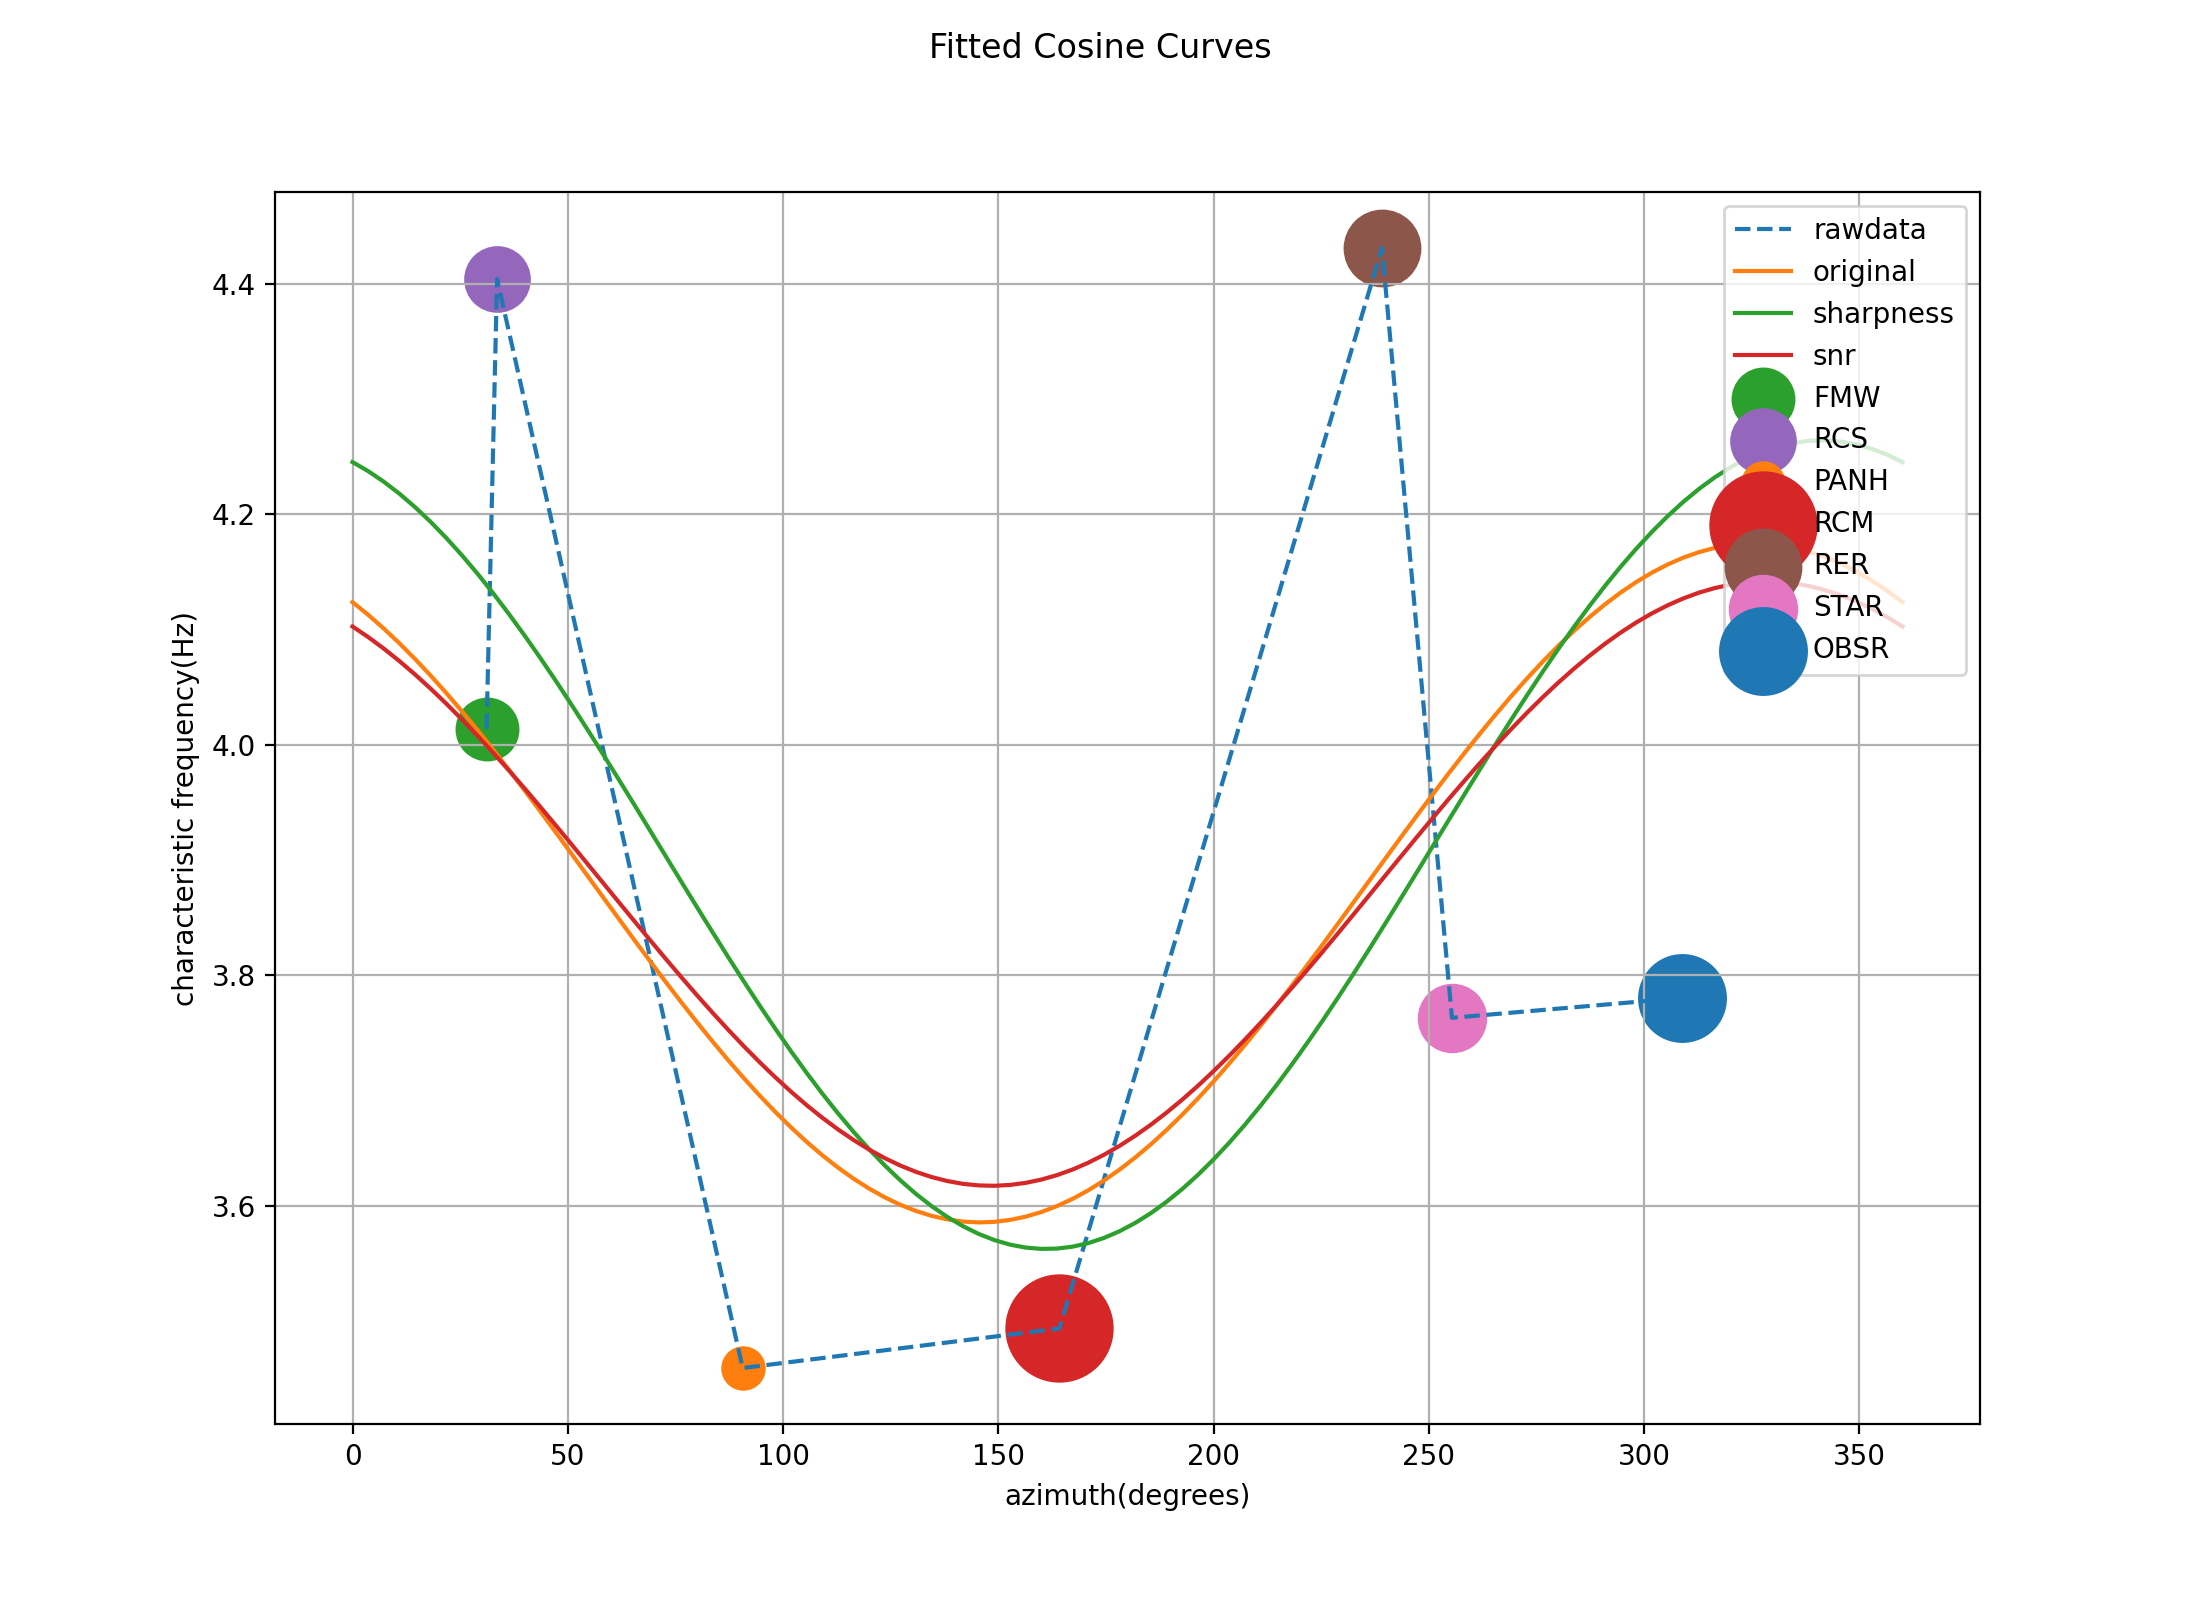 Fitted Cosine Curves
rawdata
original
sharpness
snr
FMW
RCS
PANH
RCM
RER
STAR
OBSR
characteristic frequency(Hz)
4.4
4.2
4.0
3.8
3.6
0 50 100 150 200 250 300 350
azimuth(degrees)